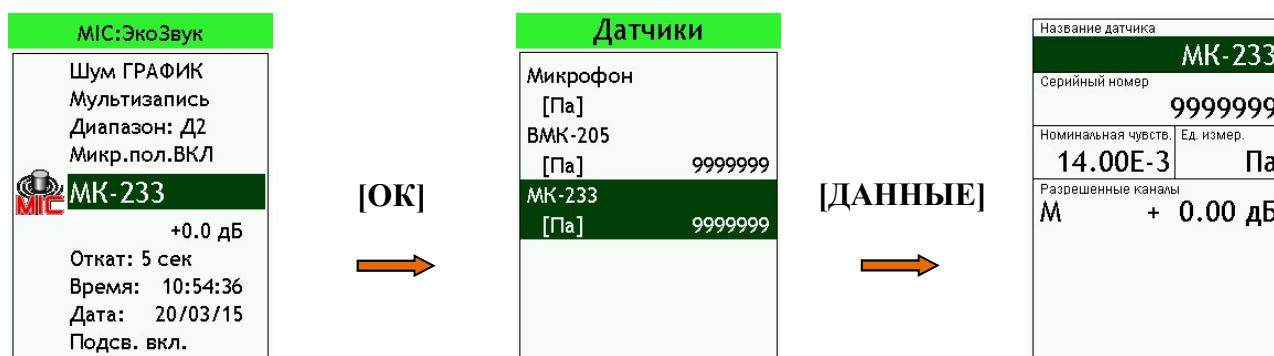 MIC:ЭкоЗвук
Шум ГРАФИК
Мультизапись
Диапазон: Д2
Микр.пол.ВКЛ
MIC
МК-233
+0.0 дБ
Откат: 5 сек
Время: 10:54:36
Дата: 20/03/15
Подсв. вкл.
[ОК]
Датчики
Микрофон
[Па]
ВМК-205
[Па] 9999999
МК-233
[Па] 9999999
[ДАННЫЕ]
Название датчика
МК-233
Серийный номер
9999999
Номинальная чувств. Ед. измер.
14.00E-3 Па
Разрешенные каналы
М + 0.00 дБ